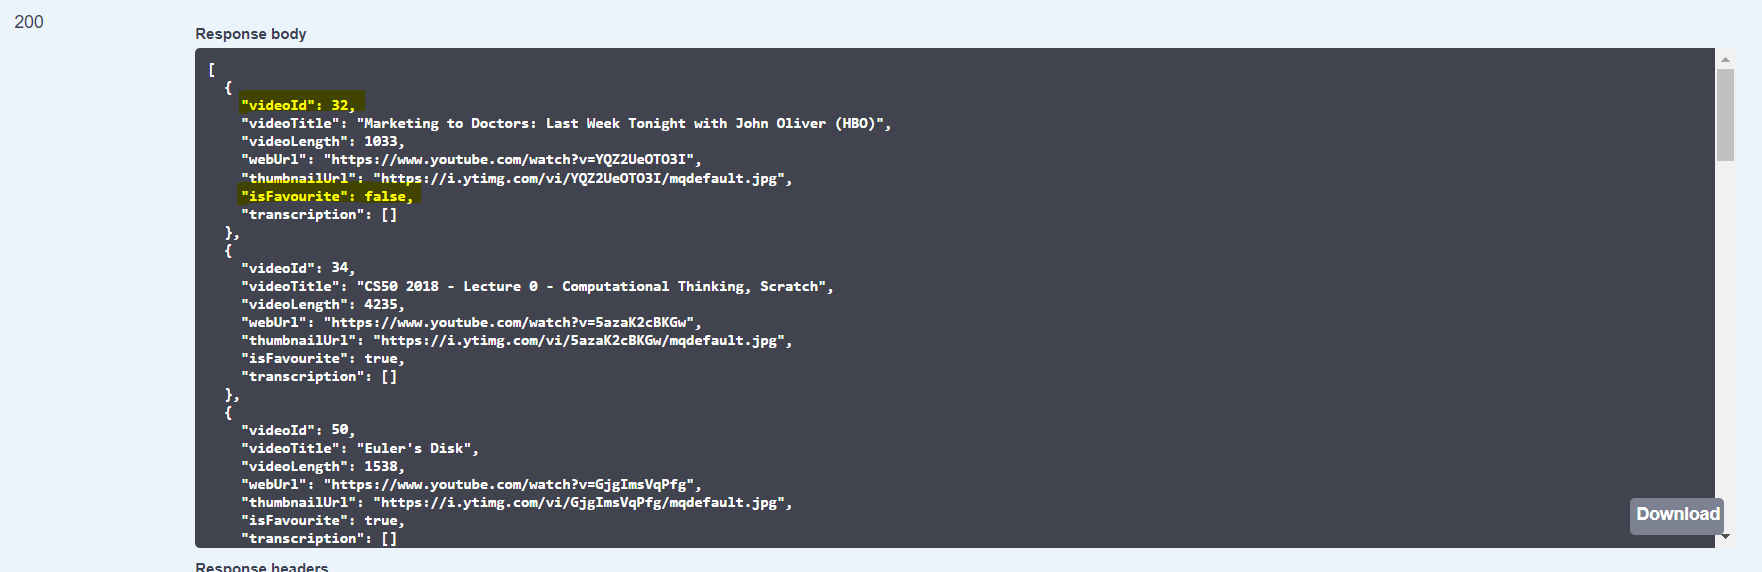 200
Response body
[
{
"videoId": 32,
"videoTitle": "Marketing to Doctors: Last Week Tonight with John Oliver (HBO)",
"videoLength": 1033,
"webUrl": "https://www.youtube.com/watch?v=YQZ2UeOTO3I",
"thumbnailUrl": "https://i.ytimg.com/vi/YQZ2UeOTO3I/mqdefault.jpg",
"isFavourite": false,
"transcription": []
},
{
"videoId": 34,
"videoTitle": "CS50 2018 - Lecture 0 - Computational Thinking, Scratch",
"videoLength": 4235,
"webUrl": "https://www.youtube.com/watch?v=5azaK2cBKGw",
"thumbnailUrl": "https://i.ytimg.com/vi/5azaK2cBKGw/mqdefault.jpg",
"isFavourite": true,
"transcription": []
},
{
"videoId": 50,
"videoTitle": "Euler's Disk",
"videoLength": 1538,
"webUrl": "https://www.youtube.com/watch?v=GjgImsVqPfg",
"thumbnailUrl": "https://i.ytimg.com/vi/GjgImsVqPfg/mqdefault.jpg",
"isFavourite": true,
"transcription": []
Download
Response headers